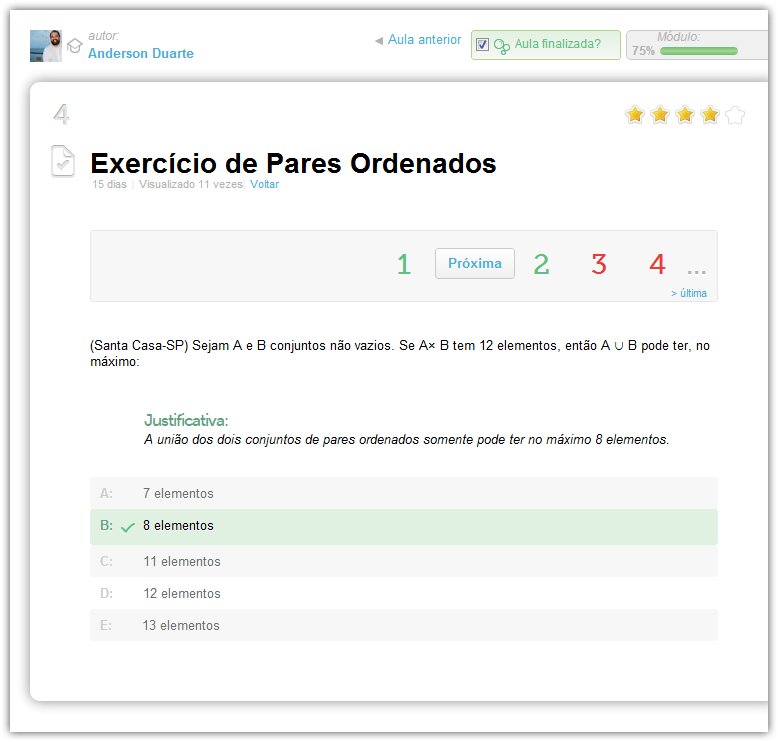 autor:
Anderson Duarte
Aula anterior
Aula finalizada?
Módulo:
75%
4
Exercício de Pares Ordenados
15 dias | Visualizado 11 vezes| Voltar
1 Próxima 2 3 4 ...
> última
(Santa Casa-SP) Sejam A e B conjuntos não vazios. Se A× B tem 12 elementos, então A ∪ B pode ter, no
máximo:
Justificativa:
A união dos dois conjuntos de pares ordenados somente pode ter no máximo 8 elementos.
A: 7 elementos
B: 8 elementos
C: 11 elementos
D: 12 elementos
E: 13 elementos